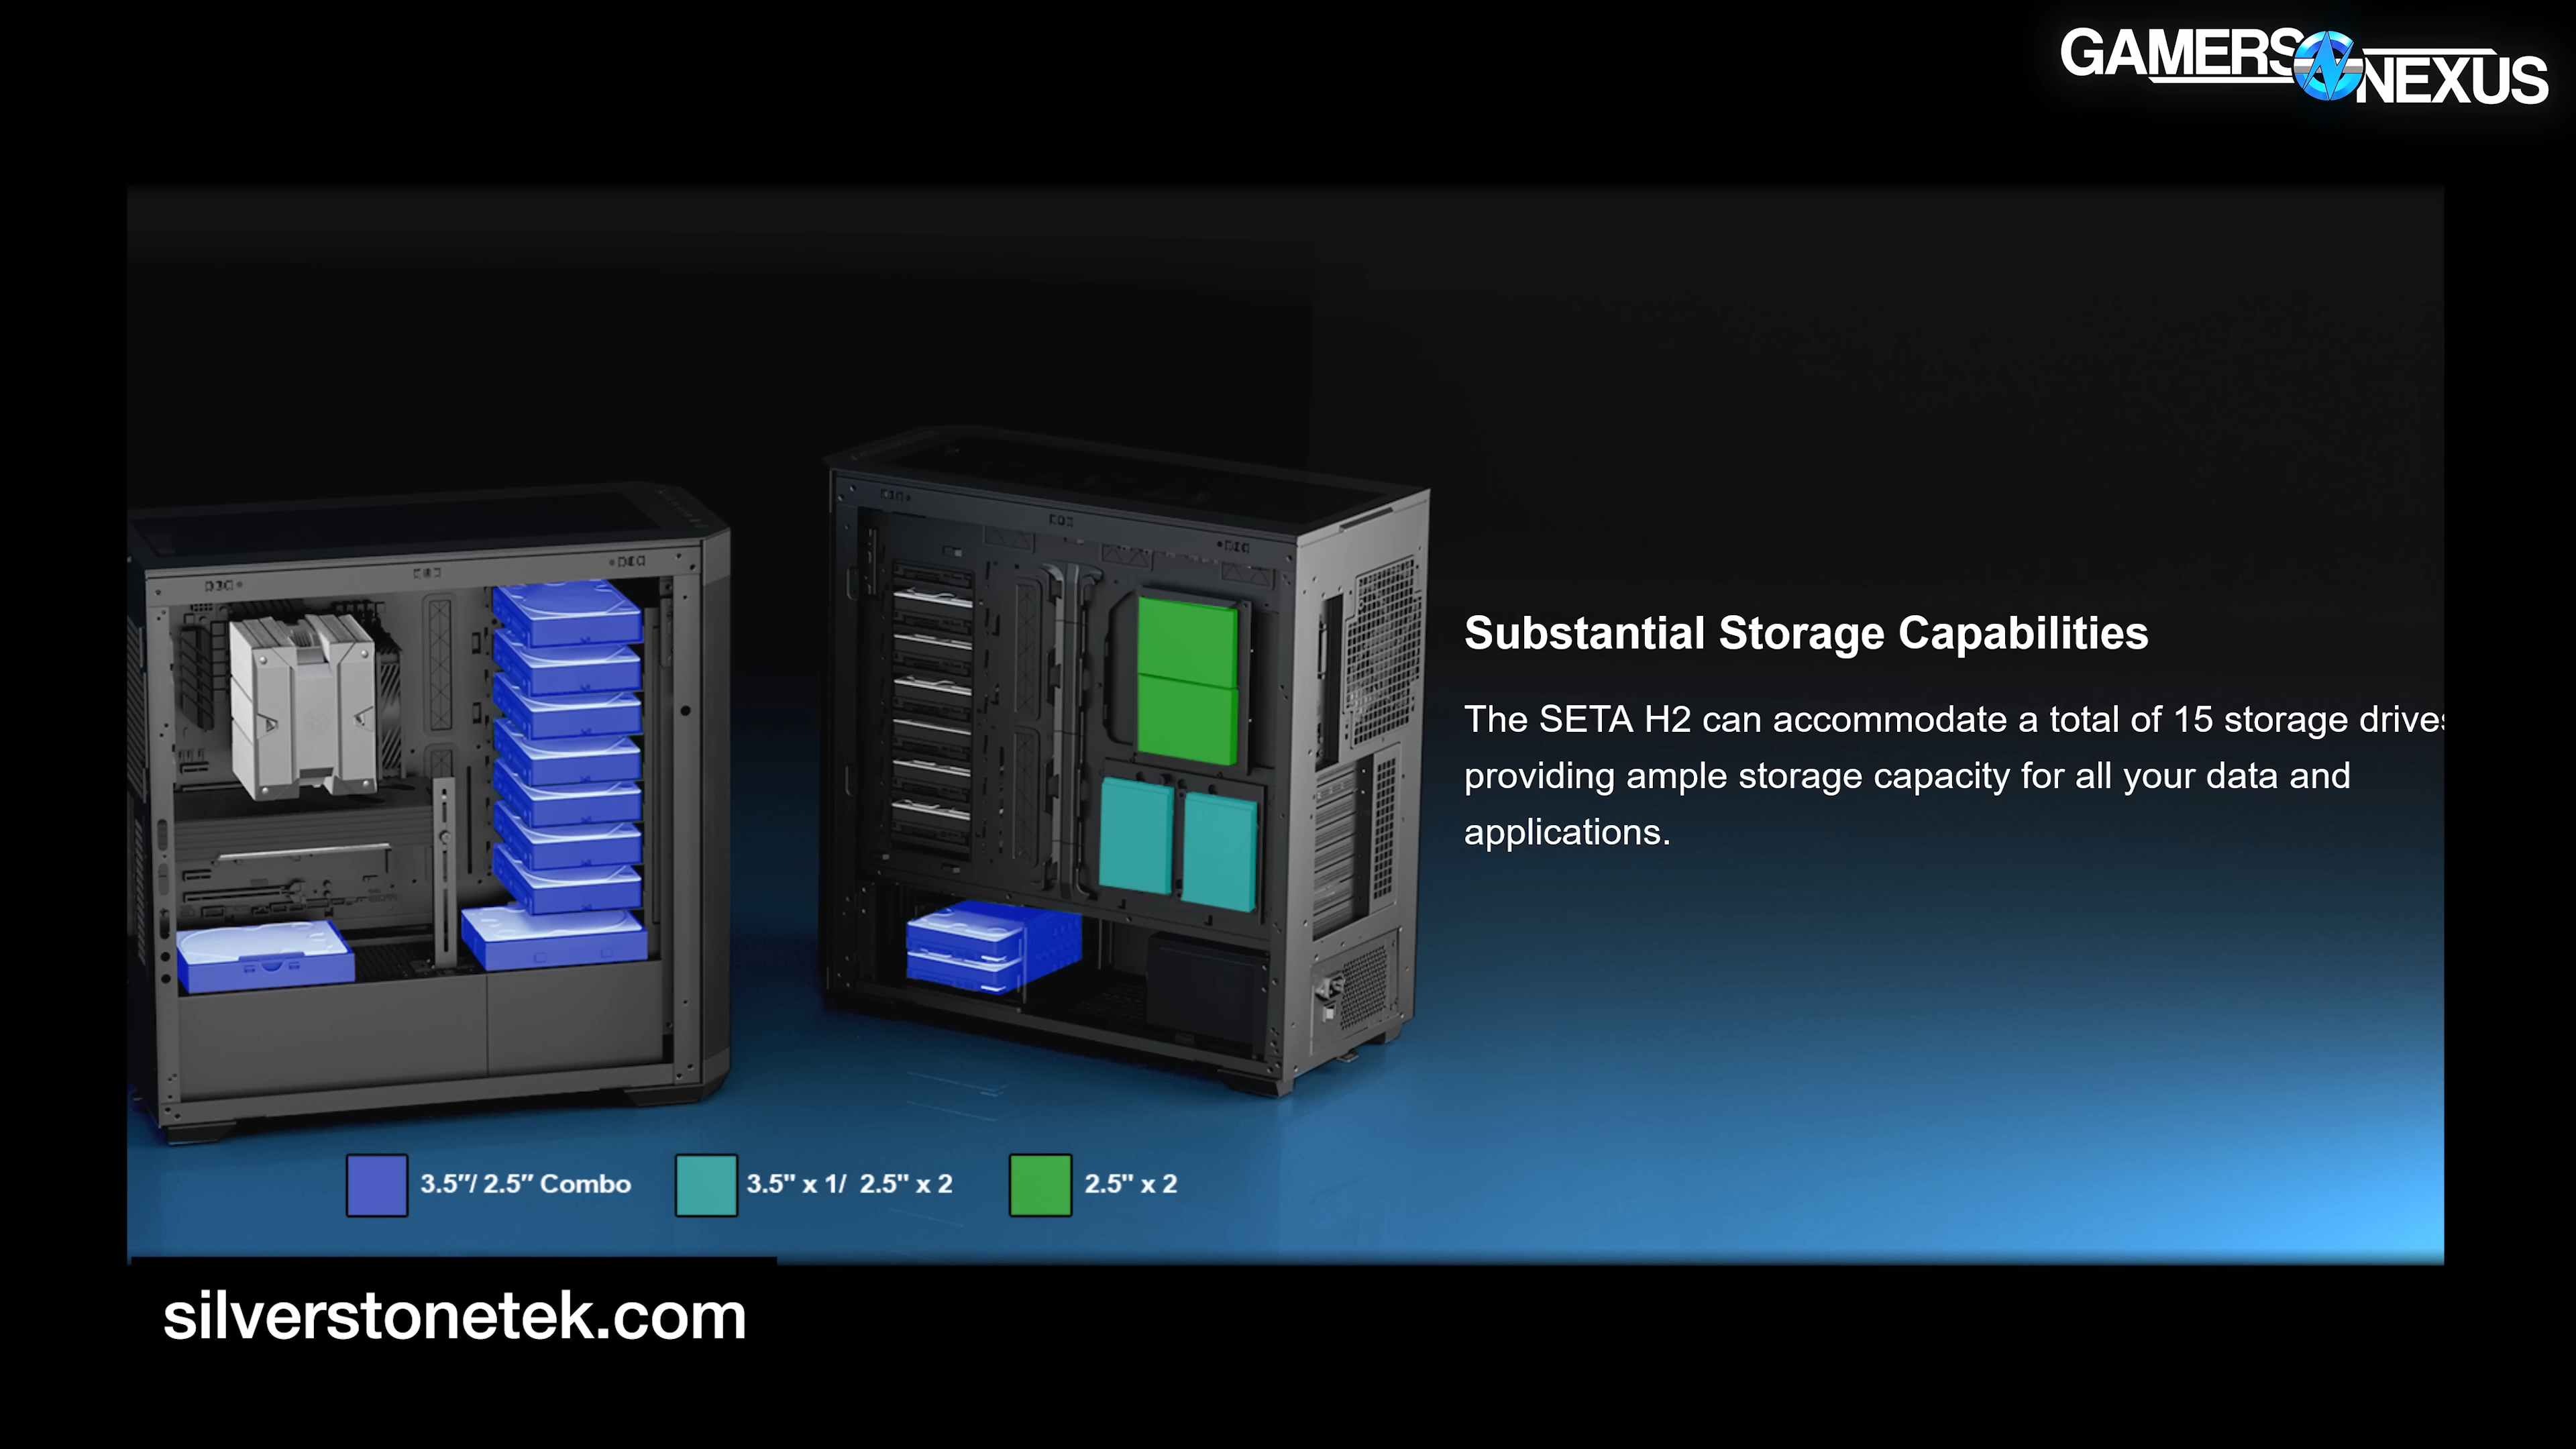 GAMERS NEXUS
Substantial Storage Capabilities
The SETA H2 can accommodate a total of 15 storage drives
providing ample storage capacity for all your data and
applications.
3.5"/ 2.5" Combo
3.5" x 1/ 2.5" x 2
2.5" x 2
silverstonetek.com